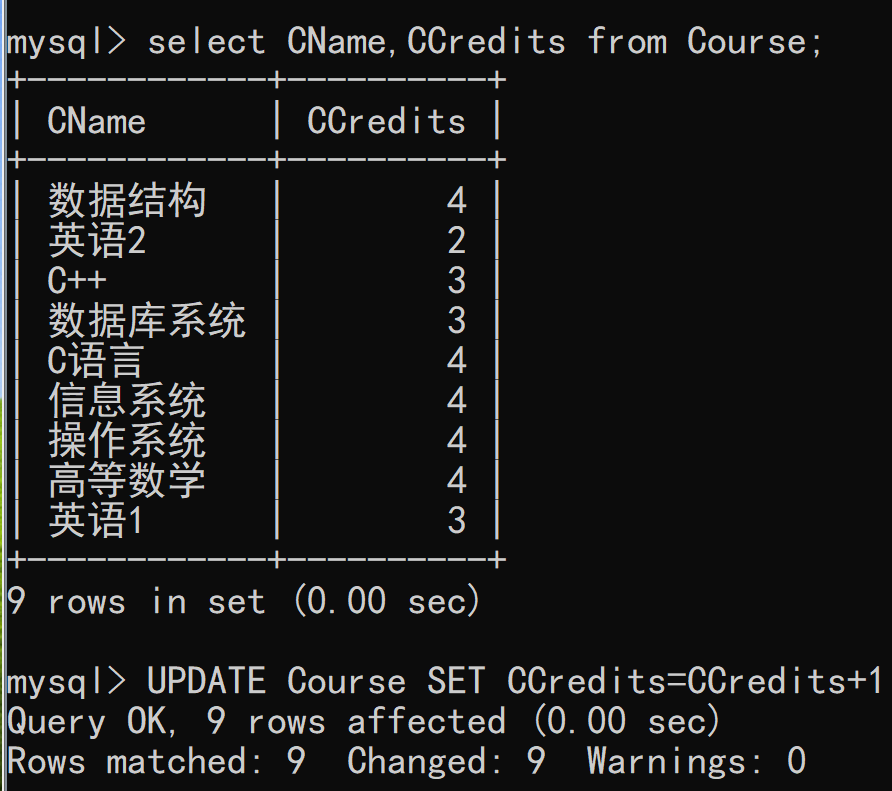 mysql> select CName,CCredits from Course;
+------------+----------+
| CName      | CCredits |
+------------+----------+
| 数据结构   |        4 |
| 英语2      |        2 |
| C++        |        3 |
| 数据库系统 |        3 |
| C语言      |        4 |
| 信息系统   |        4 |
| 操作系统   |        4 |
| 高等数学   |        4 |
| 英语1      |        3 |
+------------+----------+
9 rows in set (0.00 sec)
mysql> UPDATE Course SET CCredits=CCredits+1
Query OK, 9 rows affected (0.00 sec)
Rows matched: 9  Changed: 9  Warnings: 0